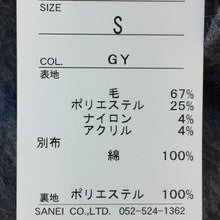 SIZE
S
COL. GY
表地
毛 67%
ポリエステル 25%
ナイロン 4%
アクリル 4%
別布
綿 100%
裏地 ポリエステル 100%
SANEI CO.,LTD. 052-524-1362